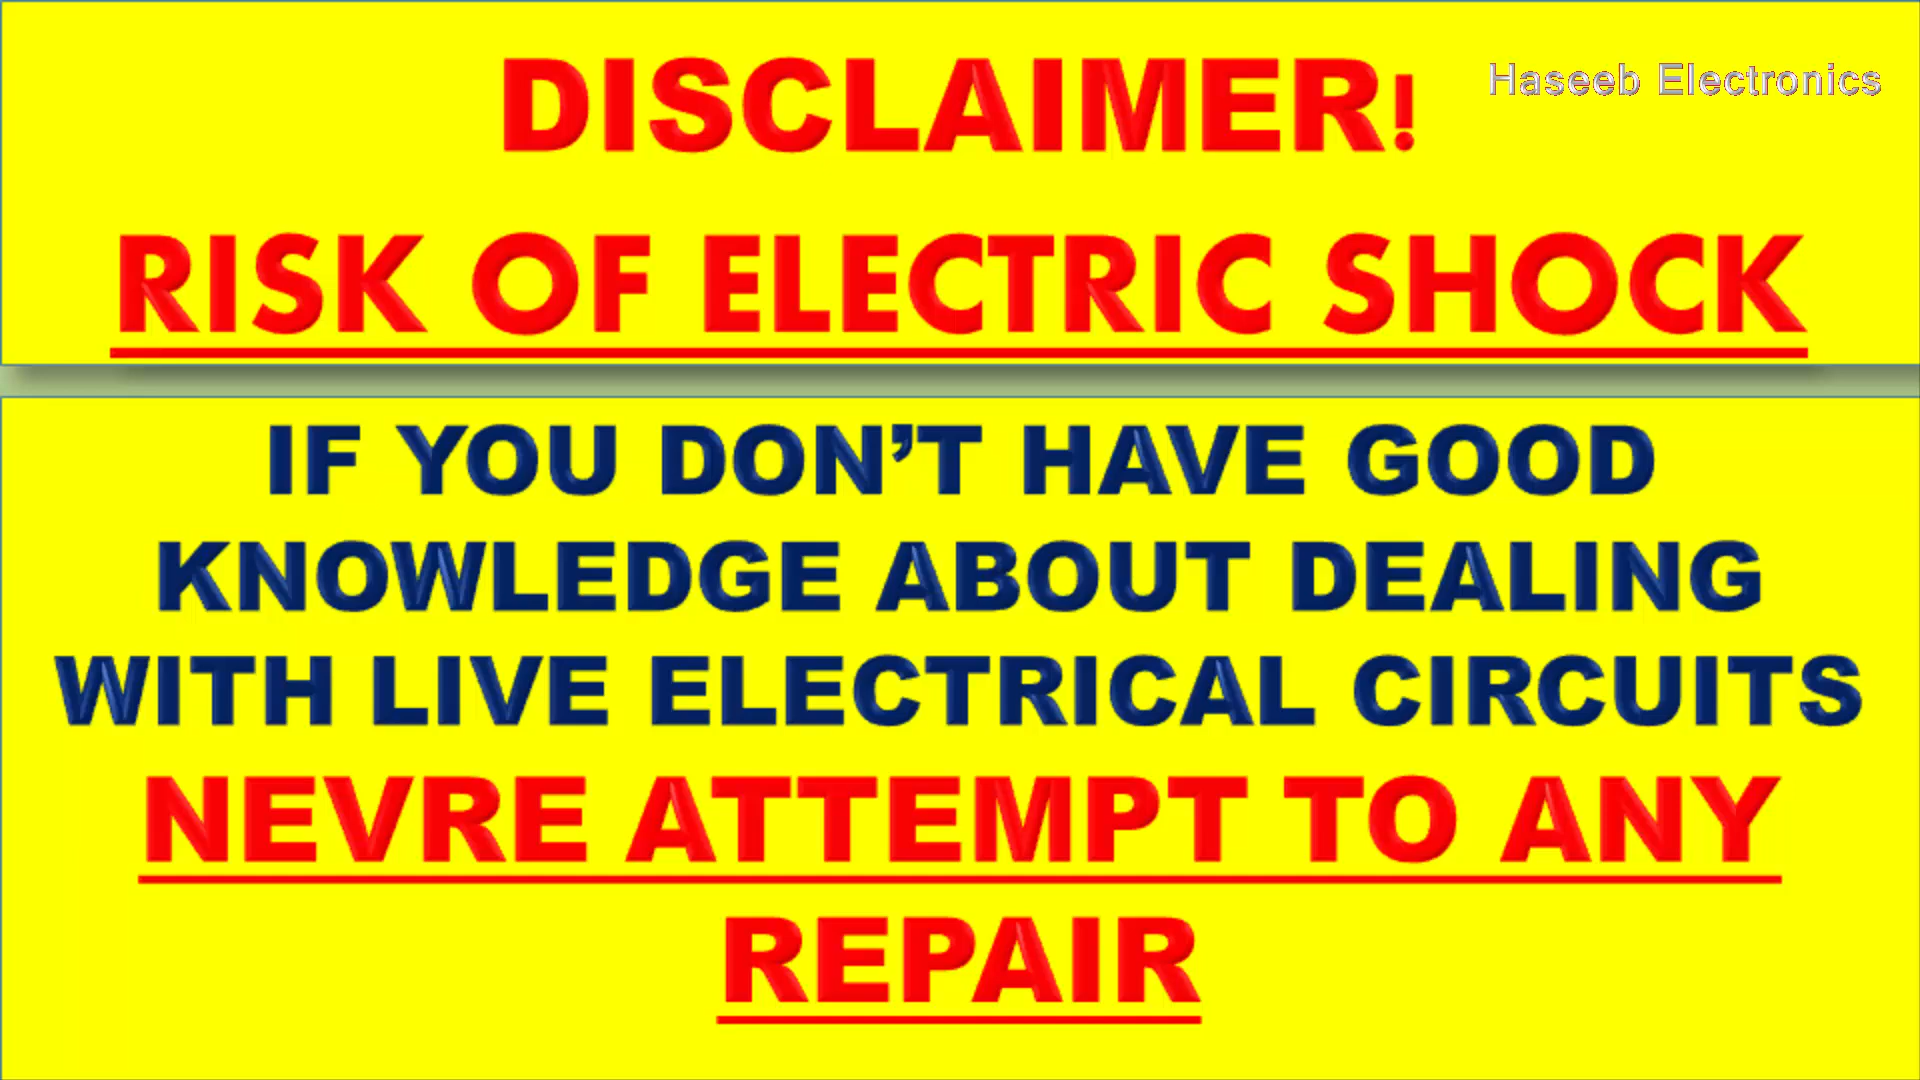 DISCLAIMER!
Haseeb Electronics
RISK OF ELECTRIC SHOCK
IF YOU DON’T HAVE GOOD
KNOWLEDGE ABOUT DEALING
WITH LIVE ELECTRICAL CIRCUITS
NEVRE ATTEMPT TO ANY
REPAIR